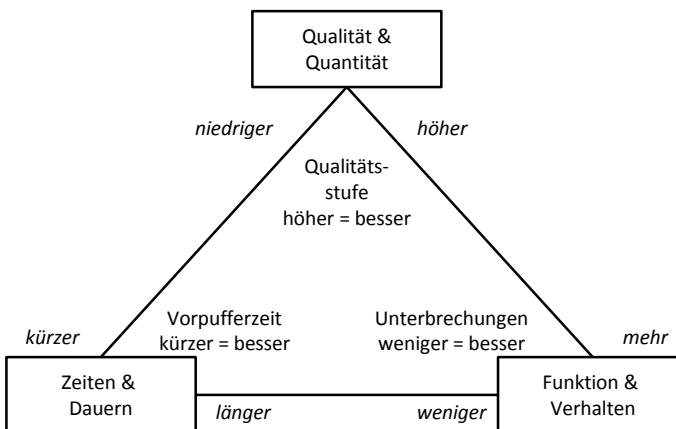 Qualität &
Quantität
niedriger
höher
Qualitäts-
stufe
höher = besser
Vorpufferzeit
kürzer = besser
Unterbrechungen
weniger = besser
kürzer
mehr
Zeiten &
Dauern
länger
weniger
Funktion &
Verhalten